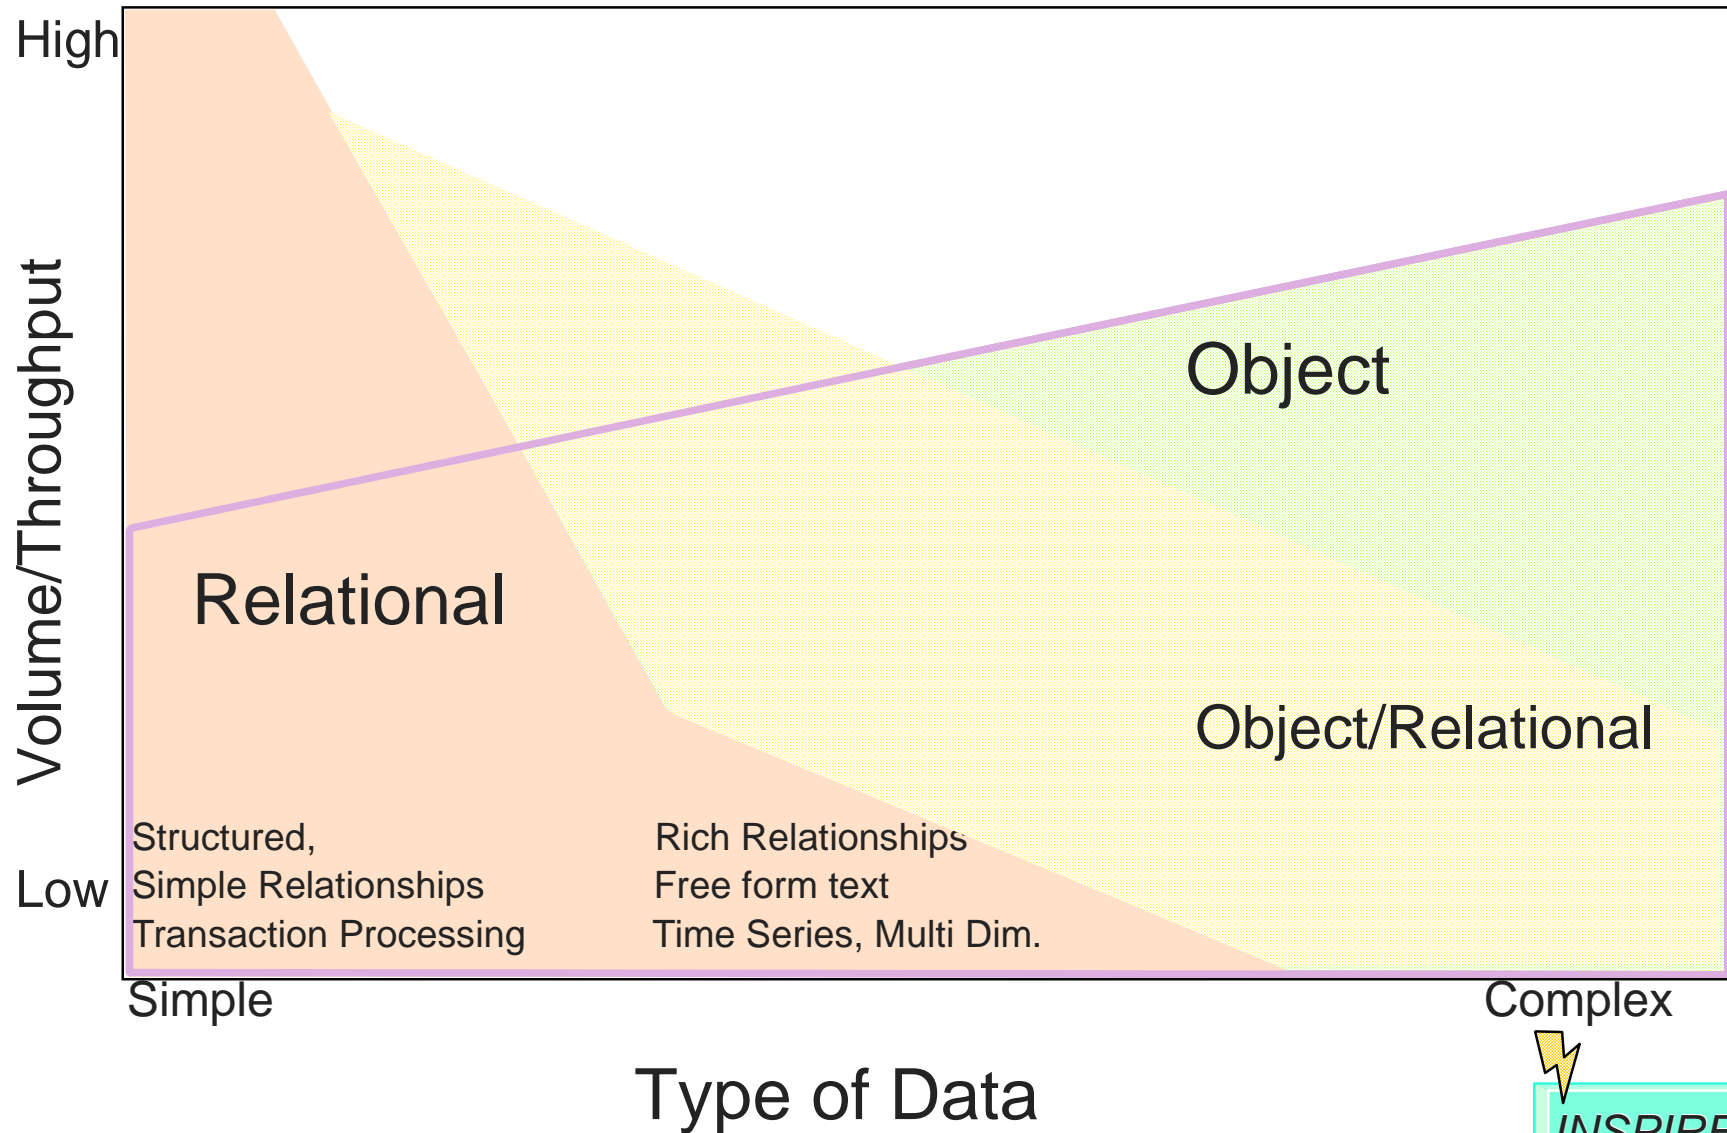 High
Volume/Throughput
Object
Relational
Object/Relational
Structured,
Simple Relationships
Transaction Processing
Rich Relationships
Free form text
Time Series, Multi Dim.
Low
Simple
Complex
Type of Data